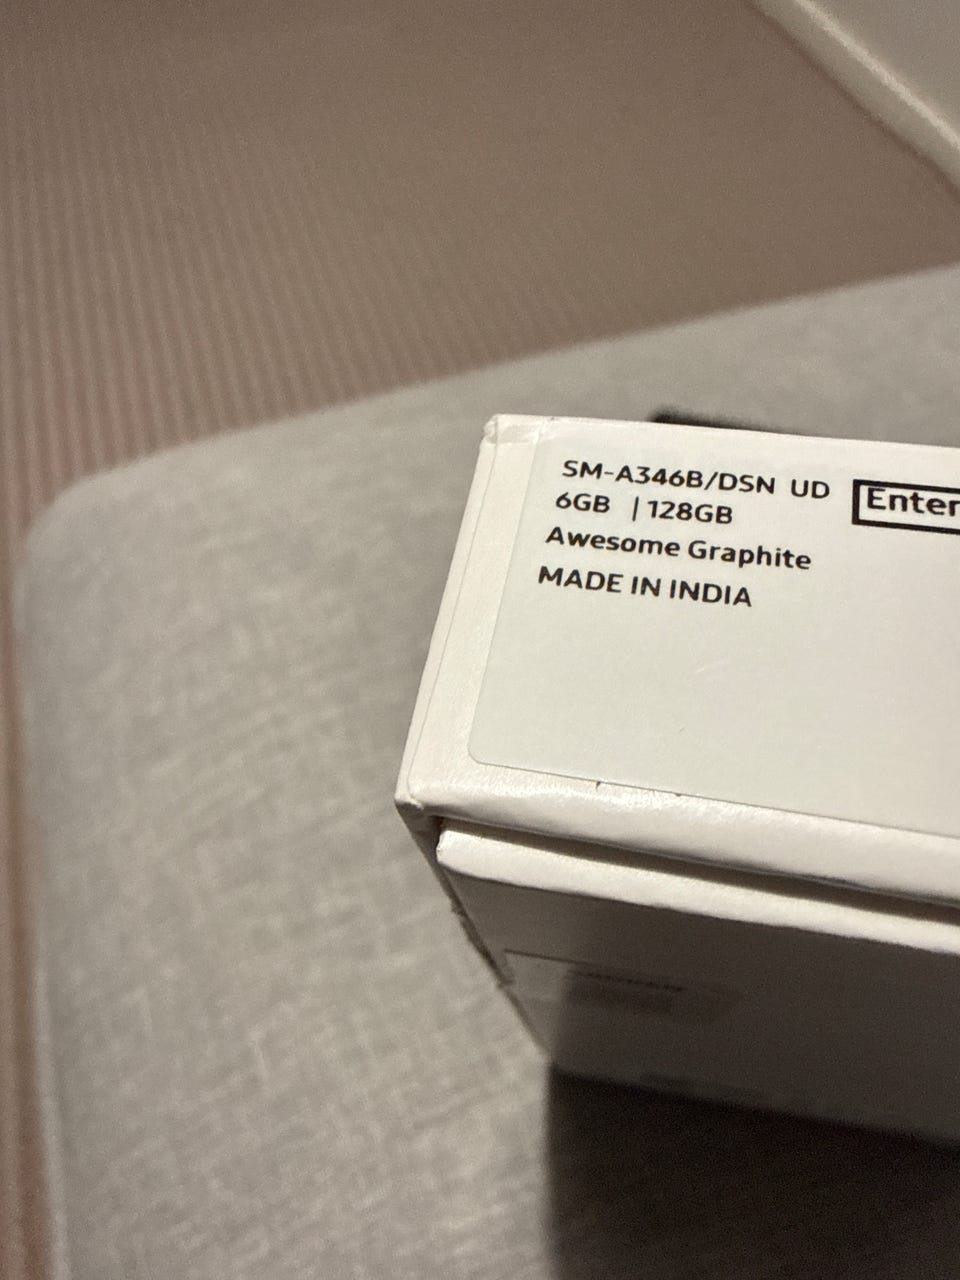 SM-A346B/DSN UD
6GB | 128GB
Awesome Graphite
MADE IN INDIA